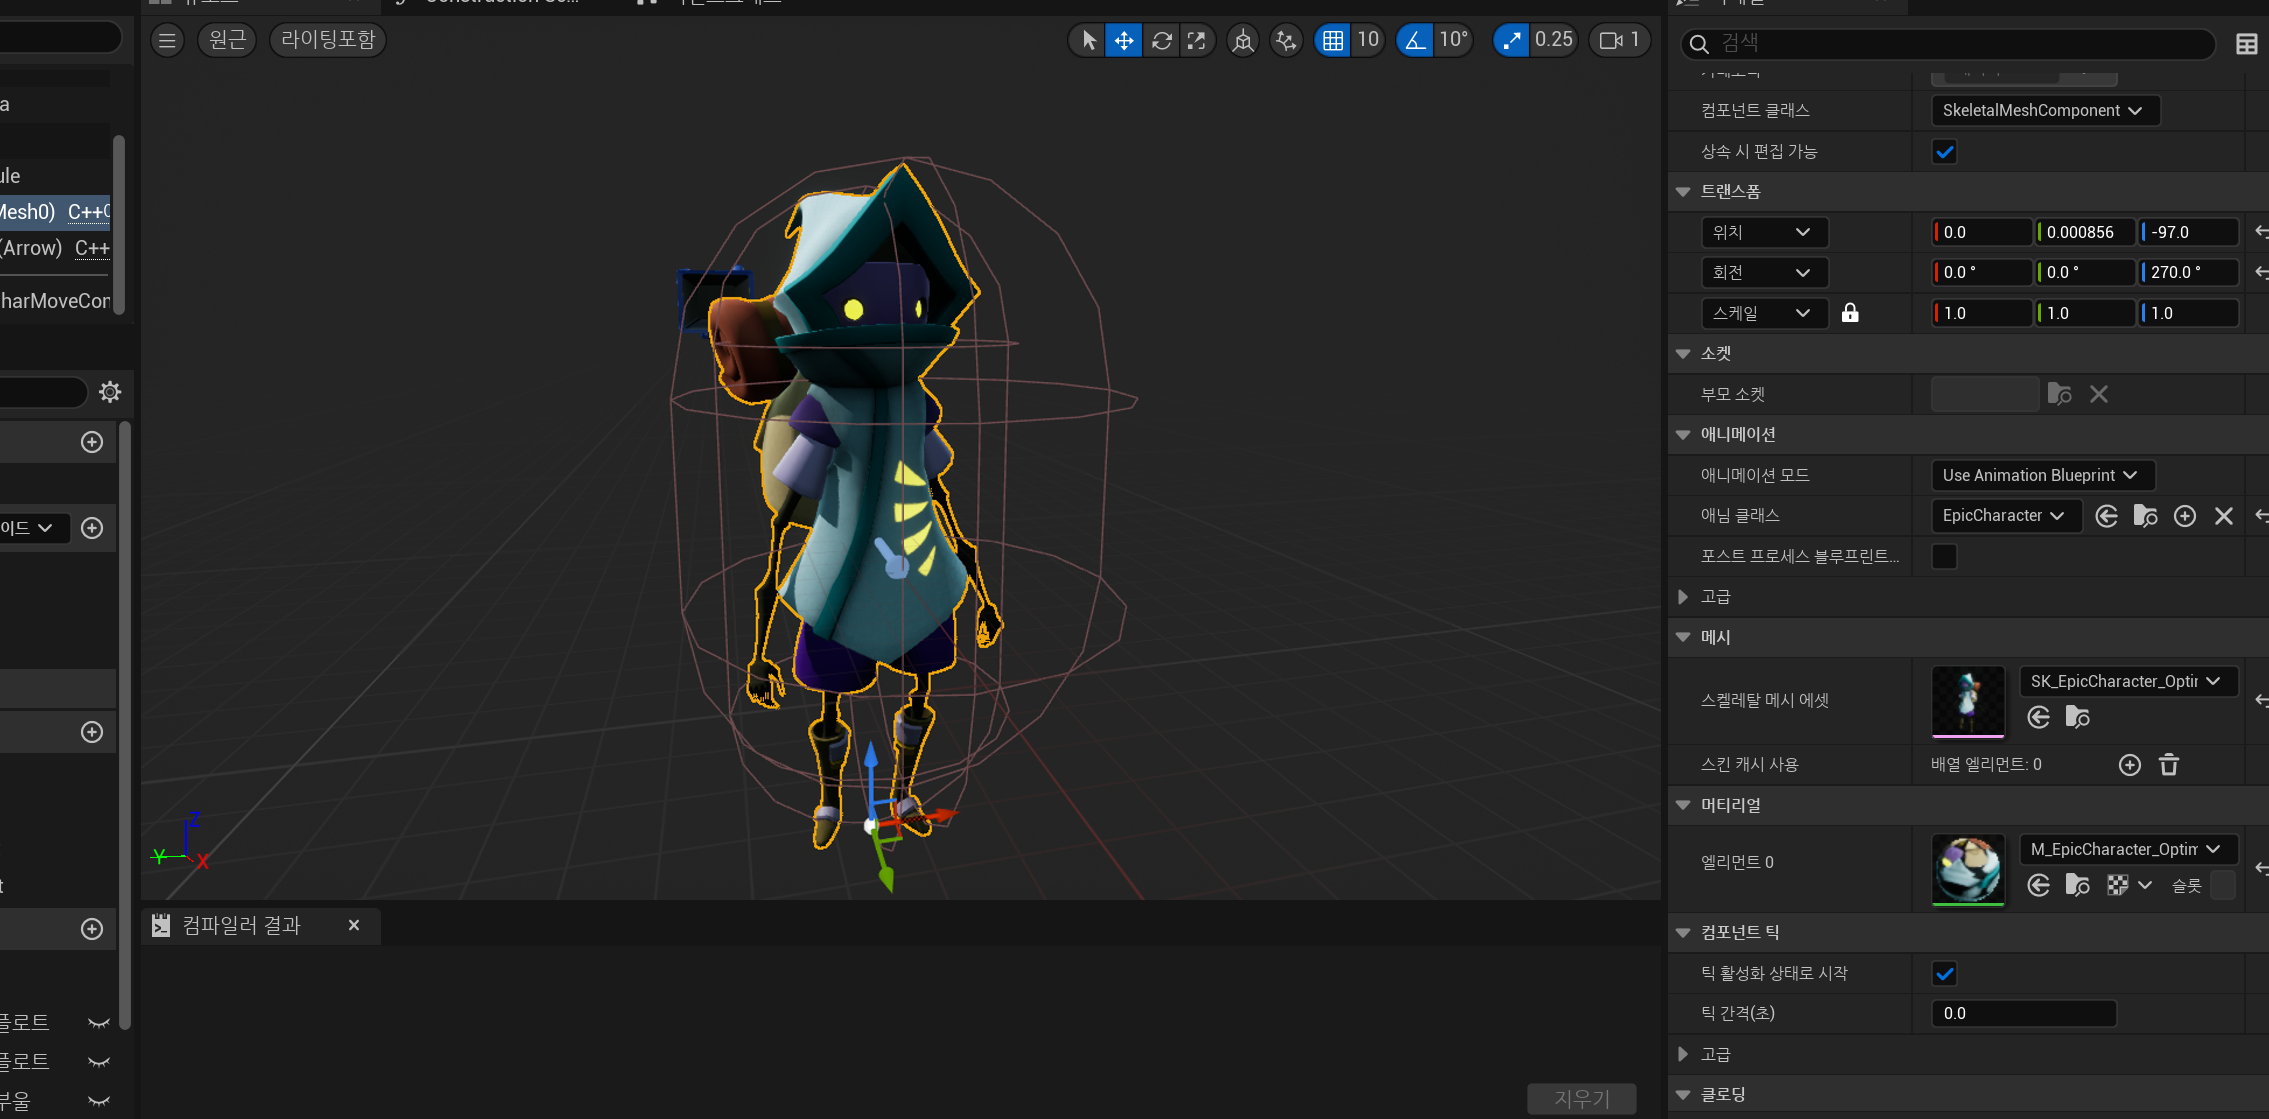 원근
라이팅포함
10
10°
0.25
1
검색
a
ule
Mesh0) C++
(Arrow) C++
harMoveCon
이드
t
플로트
플로트
부울
Z
Y
X
컴파일러 결과
지우기
컴포넌트 클래스
SkeletalMeshComponent
상속 시 편집 가능
트랜스폼
위치
0.0
0.000856
-97.0
회전
0.0 °
0.0 °
270.0 °
스케일
1.0
1.0
1.0
소켓
부모 소켓
애니메이션
애니메이션 모드
Use Animation Blueprint
애님 클래스
EpicCharacter
포스트 프로세스 블루프린트...
고급
메시
스켈레탈 메시 에셋
SK_EpicCharacter_Optir
스킨 캐시 사용
배열 엘리먼트: 0
머티리얼
엘리먼트 0
M_EpicCharacter_Optim
슬롯
컴포넌트 틱
틱 활성화 상태로 시작
틱 간격(초)
0.0
고급
클로딩